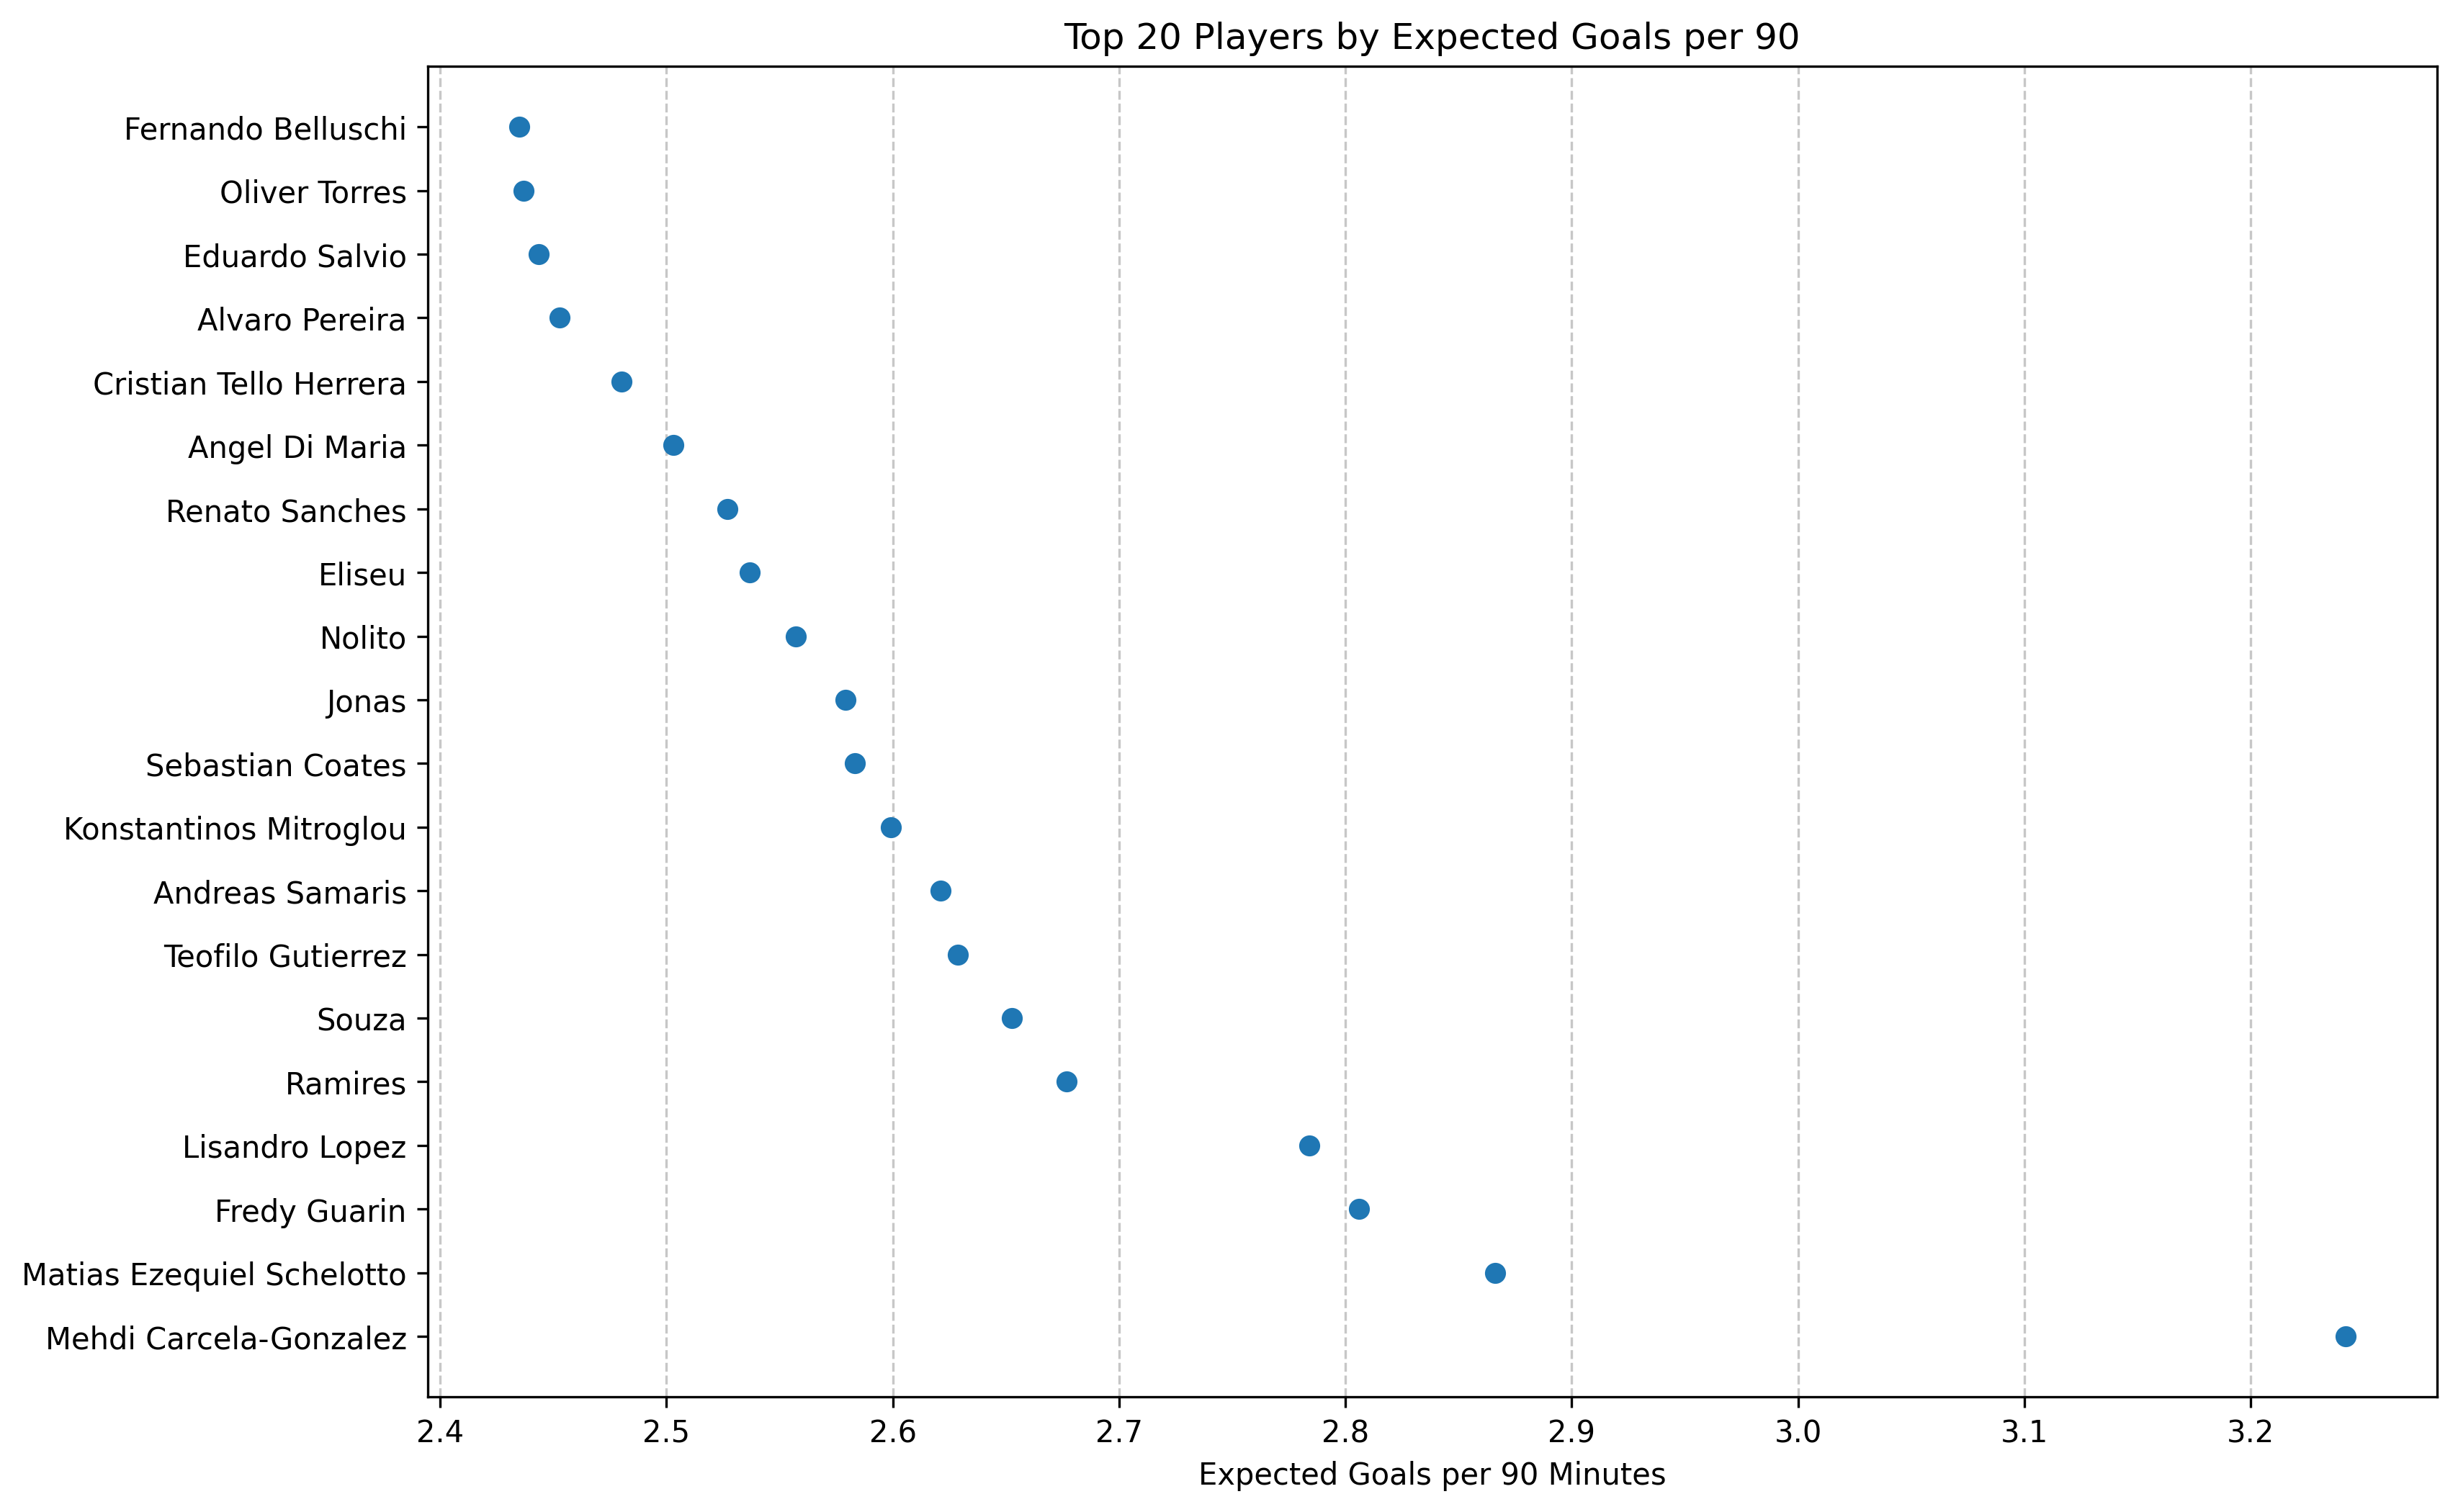 Top 20 Players by Expected Goals per 90
Fernando Belluschi
Oliver Torres
Eduardo Salvio
Alvaro Pereira
Cristian Tello Herrera
Angel Di Maria
Renato Sanches
Eliseu
Nolito
Jonas
Sebastian Coates
Konstantinos Mitroglou
Andreas Samaris
Teofilo Gutierrez
Souza
Ramires
Lisandro Lopez
Fredy Guarin
Matias Ezequiel Schelotto
Mehdi Carcela-Gonzalez
2.4 2.5 2.6 2.7 2.8 2.9 3.0 3.1 3.2
Expected Goals per 90 Minutes